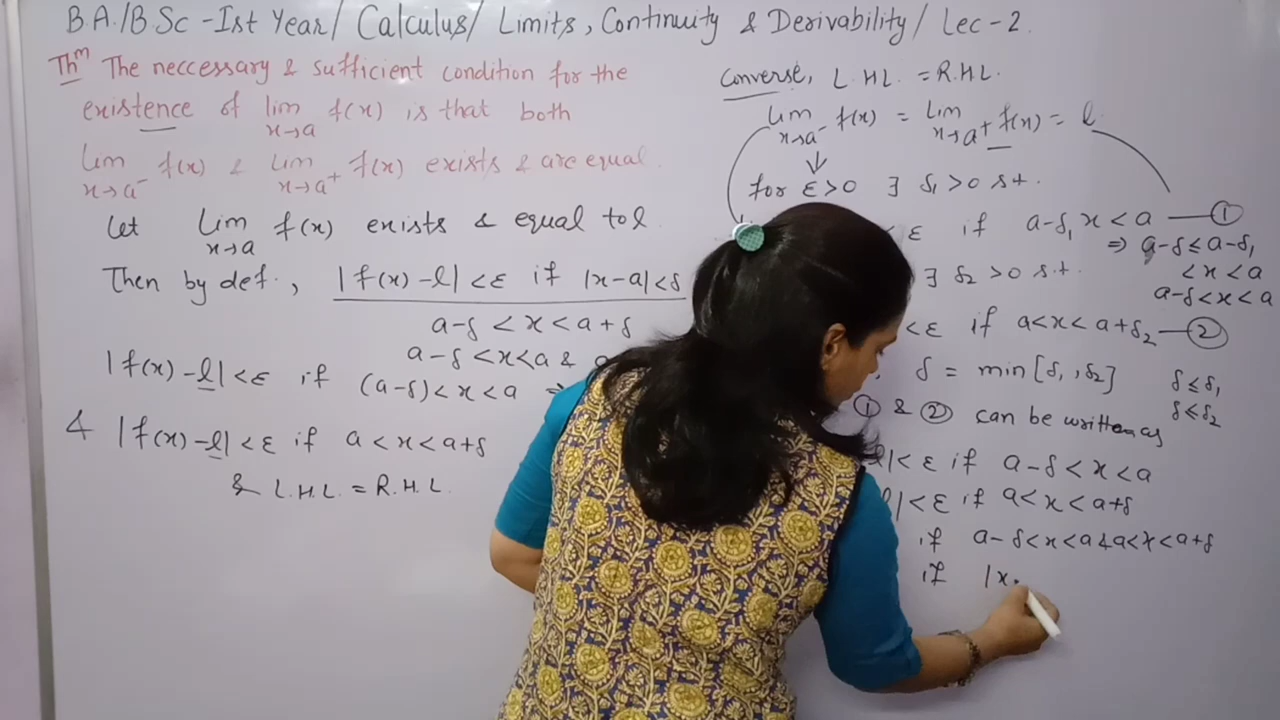 B.A./B Sc - Ist Year/ Calculus/ Limits, Continuity & Derivability/ Lec-2
Thm The neccessary & sufficient condition for the
existence of lim x→a f(x) is that both
lim x→a⁻ f(x) & lim x→a⁺ f(x) exists & are equal.
Let lim x→a f(x) exists & equal to l.
Then by def., |f(x)-l|<ε if |x-a|<δ
a-δ<x<a+δ
a-δ<x<a & a
|f(x)-l|<ε if (a-δ)<x<a ⇒
& |f(x)-l|<ε if a<x<a+δ
& L.H.L. = R.H.L.
Converse, L.H.L. = R.H.L.
lim x→a⁻ f(x) = lim x→a⁺ f(x) = l
for ε>0 ∃ δ₁>0 s.t.
<ε if a-δ₁ x<a —①
⇒ a-δ≤a-δ₁
<x<a
a-δ<x<a
∃ δ₂>0 s.t.
<ε if a<x<a+δ₂ —②
δ = min[δ₁, δ₂]
δ≤δ₁
δ≤δ₂
① & ② can be written as
l|<ε if a-δ<x<a
l|<ε if a<x<a+δ
if a-δ<x<a & a<x<a+δ
if |x-